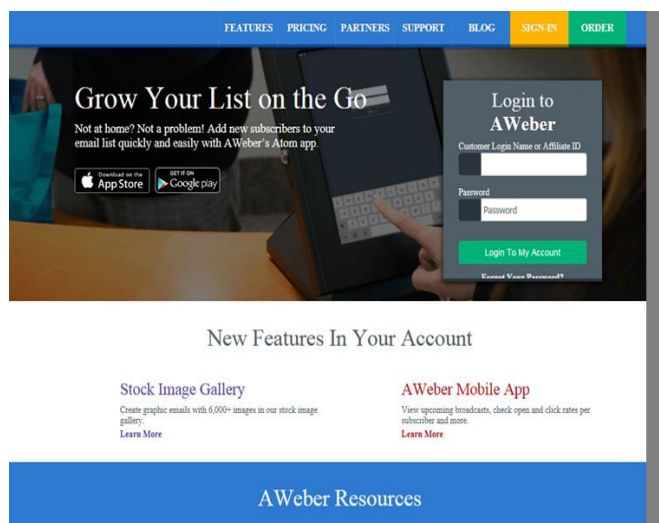 FEATURES PRICING PARTNERS SUPPORT BLOG SIGN-IN ORDER
Grow Your List on the Go
Not at home? Not a problem! Add new subscribers to your
email list quickly and easily with AWeber's Atom app.
Download on the
App Store
GET IT ON
Google play
Login to
AWeber
Customer Login Name or Affiliate ID
Password
Password
Login To My Account
Forgot Your Password?
New Features In Your Account
Stock Image Gallery
Create graphic emails with 6,000+ images in our stock image
gallery.
Learn More
AWeber Mobile App
View upcoming broadcasts, check open and click rates per
subscriber and more.
Learn More
AWeber Resources